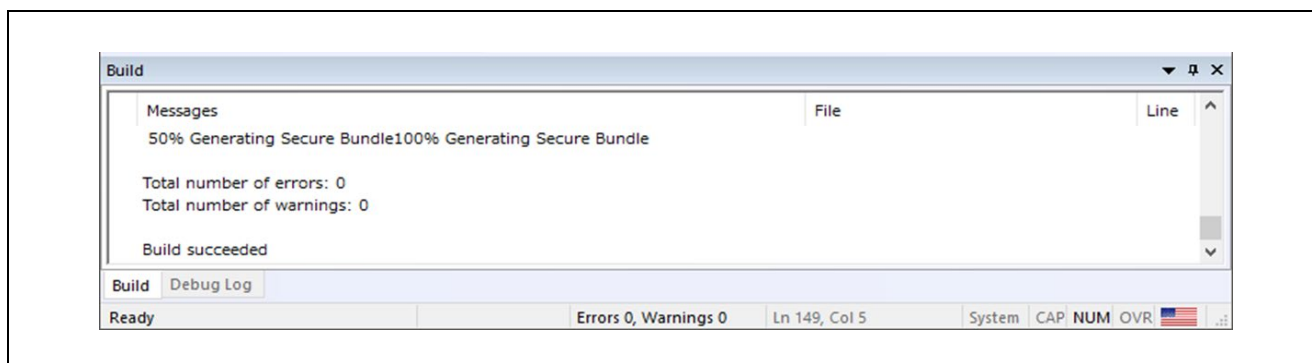 Build
Messages File Line
50% Generating Secure Bundle100% Generating Secure Bundle
Total number of errors: 0
Total number of warnings: 0
Build succeeded
Build Debug Log
Ready Errors 0, Warnings 0 Ln 149, Col 5 System CAP NUM OVR